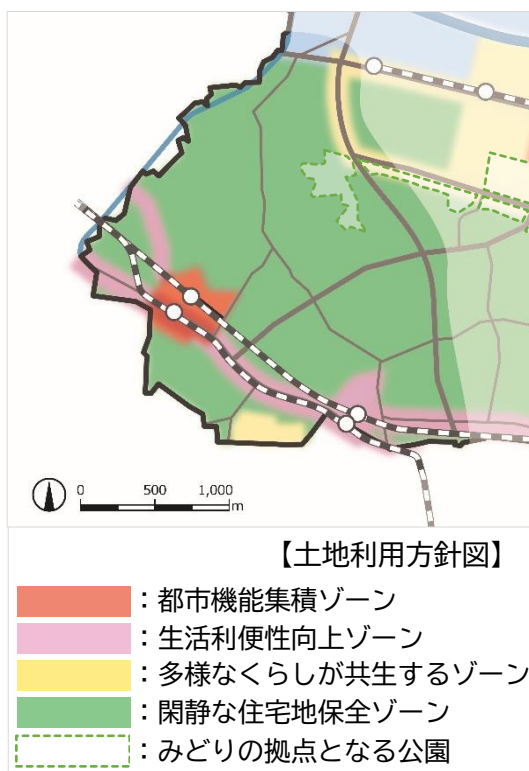 0 500 1,000
m
【土地利用方針図】
：都市機能集積ゾーン
：生活利便性向上ゾーン
：多様なくらしが共生するゾーン
：閑静な住宅地保全ゾーン
：みどりの拠点となる公園